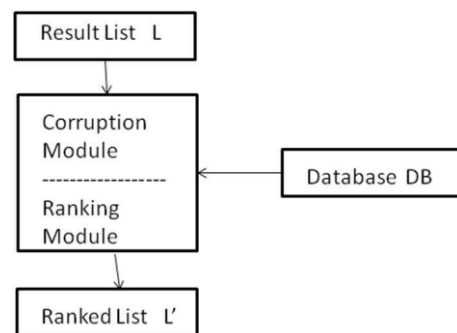 Result List L
Corruption
Module
-----------------
Ranking
Module
Database DB
Ranked List L'